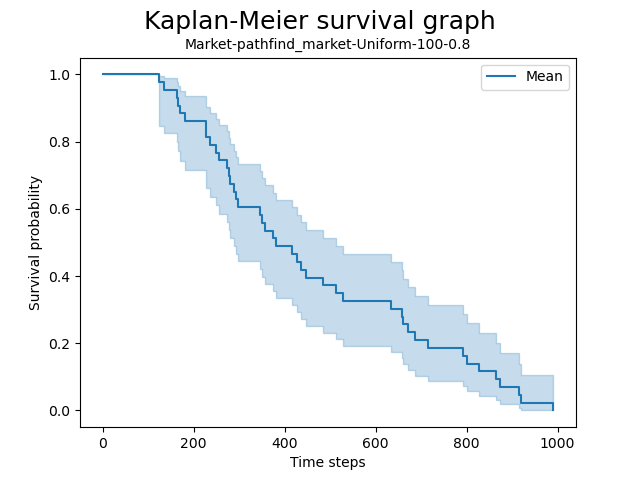 Kaplan-Meier survival graph
Market-pathfind_market-Uniform-100-0.8
Mean
Survival probability
1.0
0.8
0.6
0.4
0.2
0.0
0 200 400 600 800 1000
Time steps